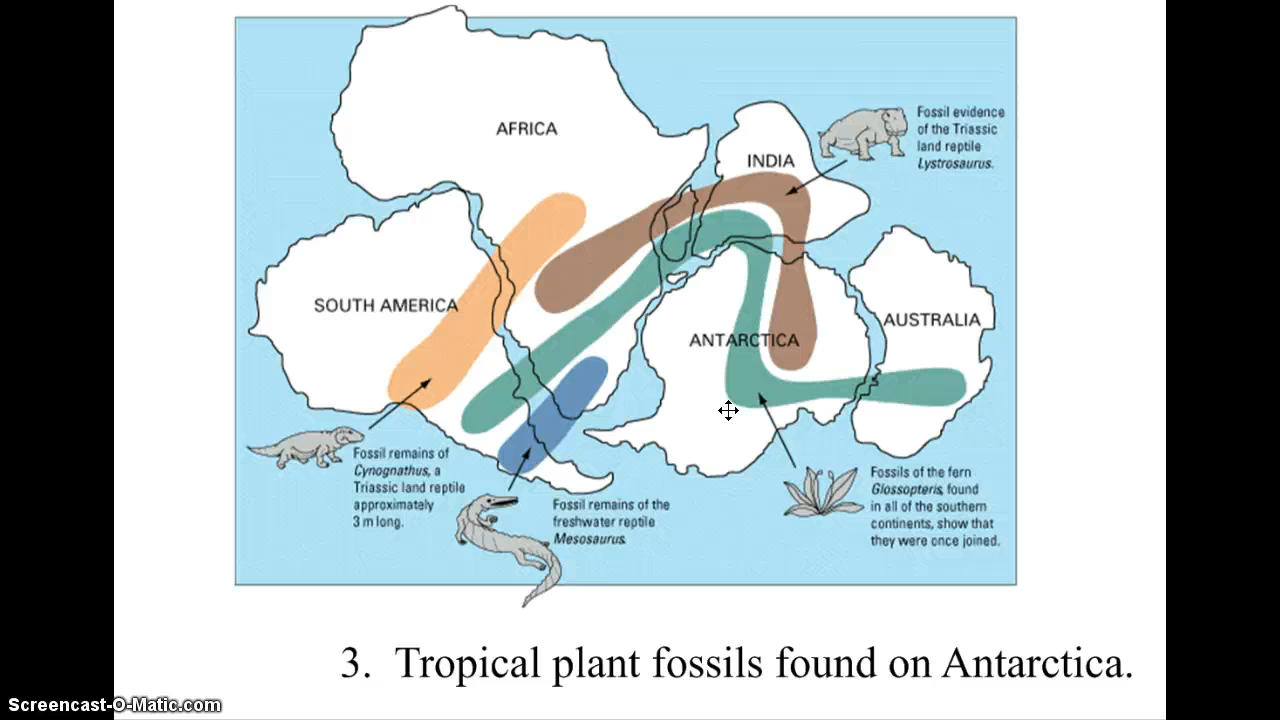 AFRICA
INDIA
Fossil evidence
of the Triassic
land reptile
Lystrosaurus.
SOUTH AMERICA
ANTARCTICA
AUSTRALIA
Fossil remains of
Cynognathus, a
Triassic land reptile
approximately
3 m long.
Fossil remains of the
freshwater reptile
Mesosaurus.
Fossils of the fern
Glossopteris, found
in all of the southern
continents, show that
they were once joined.
3. Tropical plant fossils found on Antarctica.
Screencast-O-Matic.com